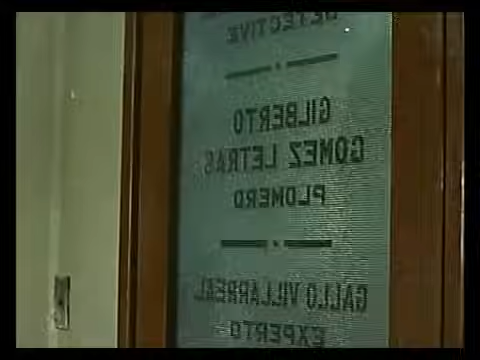 DETECTIVE
GILBERTO
GOMEZ LETRAS
PLOMERO
GALLO VILLARREAL
EXPERTO